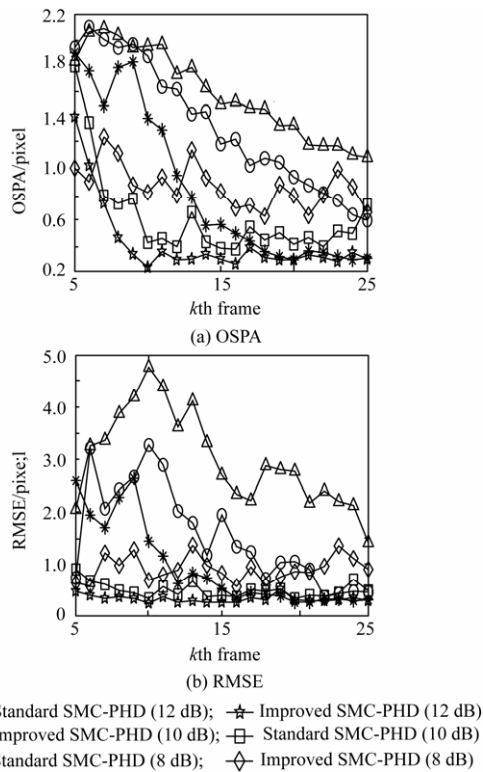 2.2
1.8
1.4
1.0
0.6
0.2
OSPA/pixel
5 15 25
kth frame
(a) OSPA
5.0
4.0
3.0
2.0
1.0
0
RMSE/pixe;l
5 15 25
kth frame
(b) RMSE
Standard SMC-PHD (12 dB); Improved SMC-PHD (12 dB)
Improved SMC-PHD (10 dB); Standard SMC-PHD (10 dB)
Standard SMC-PHD (8 dB); Improved SMC-PHD (8 dB)